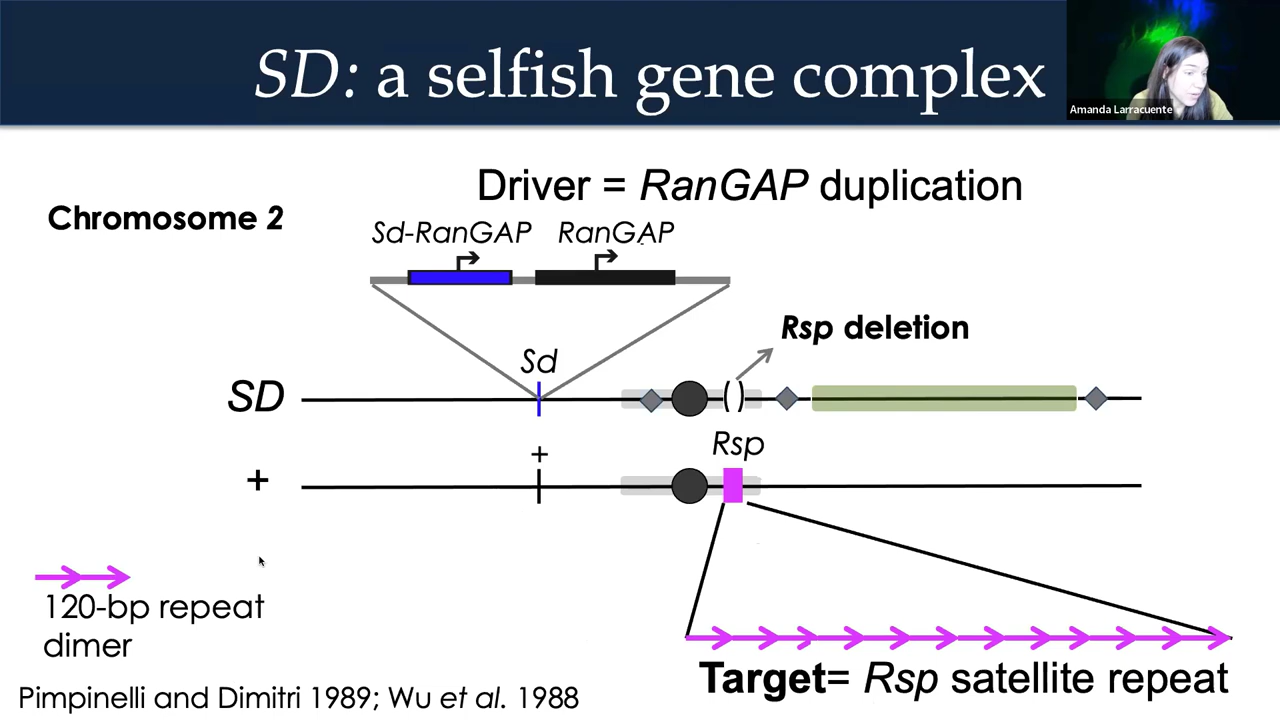 SD: a selfish gene complex
Amanda Larracuente
Driver = RanGAP duplication
Chromosome 2
Sd-RanGAP RanGAP
Rsp deletion
Sd
SD
( )
Rsp
+
+
120-bp repeat
dimer
Target= Rsp satellite repeat
Pimpinelli and Dimitri 1989; Wu et al. 1988